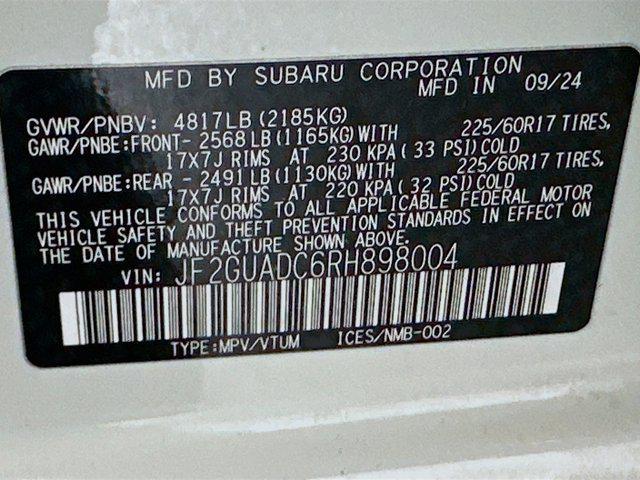 MFD BY SUBARU CORPORATION
MFD IN 09/24
GVWR/PNBV: 4817LB (2185KG)
GAWR/PNBE:FRONT- 2568 LB (1165KG) WITH 225/60R17 TIRES,
17X7J RIMS AT 230 KPA ( 33 PSI) COLD
GAWR/PNBE:REAR - 2491 LB (1130KG) WITH 225/60R17 TIRES,
17X7J RIMS AT 220 KPA ( 32 PSI) COLD
THIS VEHICLE CONFORMS TO ALL APPLICABLE FEDERAL MOTOR
VEHICLE SAFETY AND THEFT PREVENTION STANDARDS IN EFFECT ON
THE DATE OF MANUFACTURE SHOWN ABOVE.
VIN: JF2GUADC6RH898004
TYPE:MPV/VTUM ICES/NMB-002